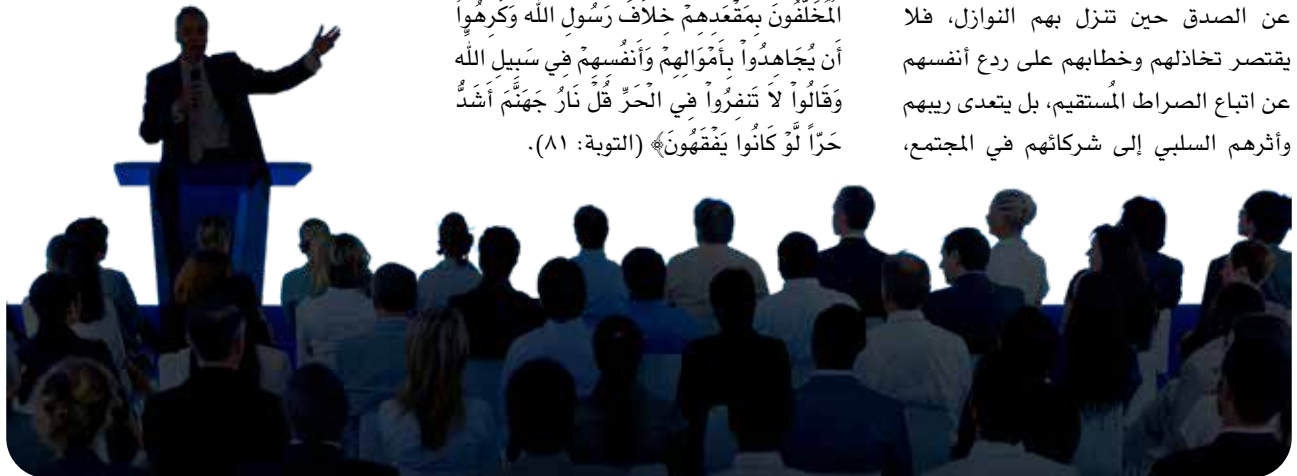 عن الصدق حين تنزل بهم النوازل، فلا
يقتصر تخاذلهم وخطابهم على ردع أنفسهم
عن اتباع الصراط المُستقيم، بل يتعدى ريبهم
وأثرهم السلبي إلى شركائهم في المجتمع،
الْمُخَلَّفُونَ بِمَقْعَدِهِمْ خِلَافَ رَسُولِ اللَّه وَكَرِهُواْ
أَن يُجَاهِدُواْ بِأَمْوَالِهِمْ وَأَنفُسِهِمْ فِي سَبِيلِ اللَّه
وَقَالُواْ لاَ تَنفِرُواْ فِي الْحَرِّ قُلْ نَارُ جَهَنَّمَ أَشَدُّ
حَرّاً لَّوْ كَانُوا يَفْقَهُونَ﴾ (التوبة: ٨١).